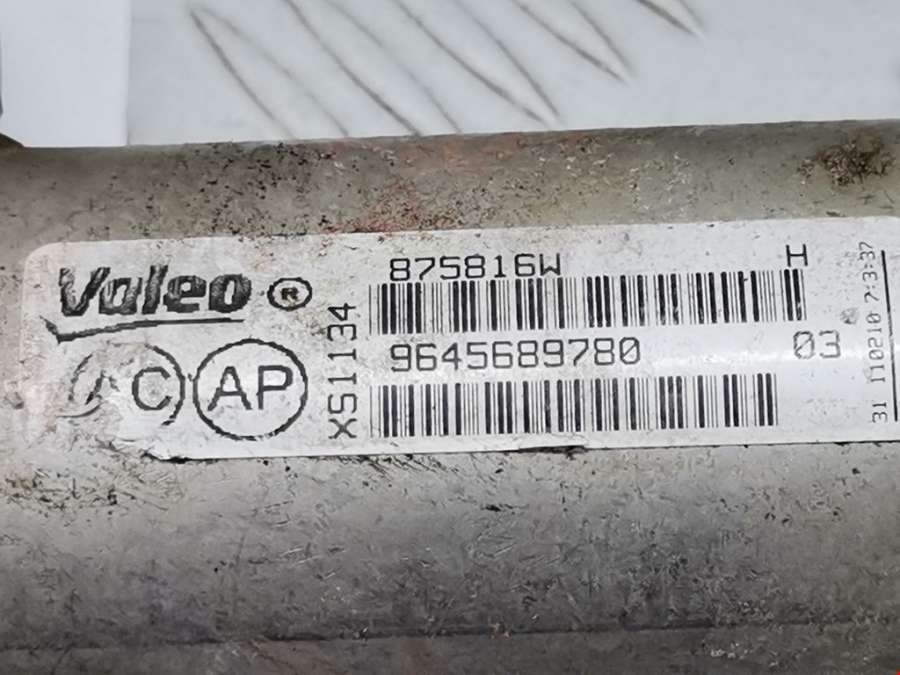 Valeo ®
875816W H
9645689780 03
C AP
XS1134
31 110210 7:3:37